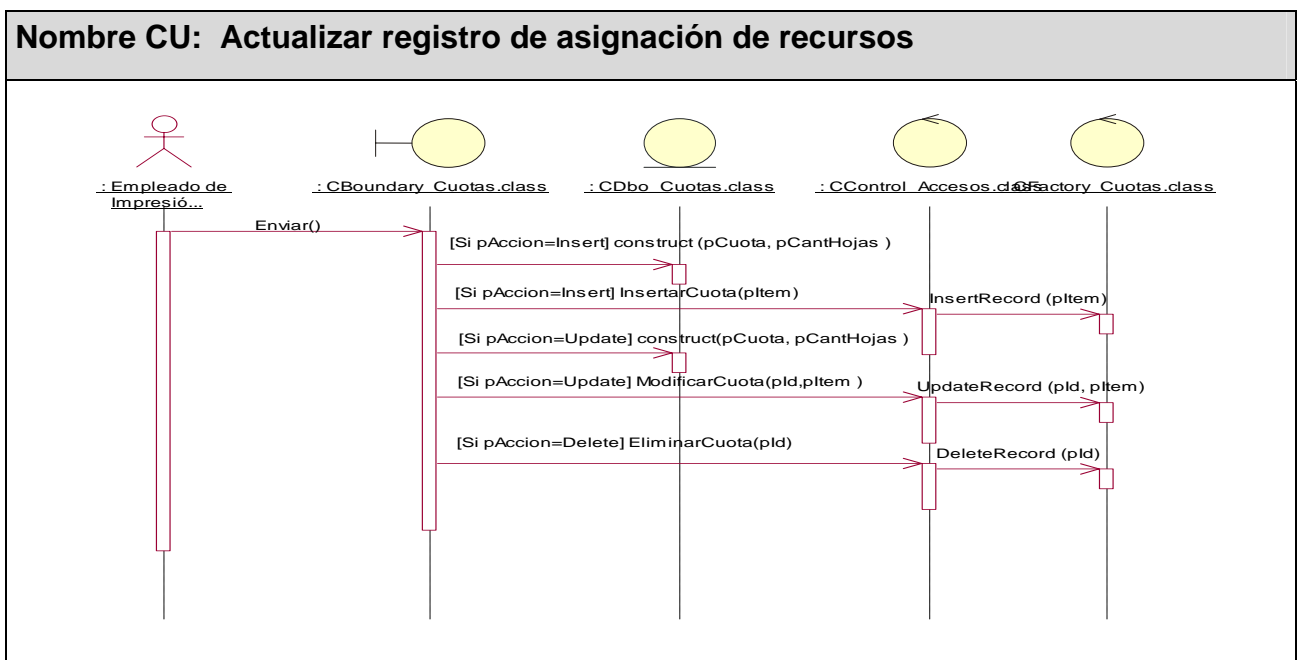 Nombre CU: Actualizar registro de asignación de recursos
: Empleado de
Impresió...
: CBoundary_Cuotas.class
: CDbo_Cuotas.class
: CControl_Accesos.class
: CFactory_Cuotas.class
Enviar()
[Si pAccion=Insert] construct (pCuota, pCantHojas )
[Si pAccion=Insert] InsertarCuota(pItem)
InsertRecord (pItem)
[Si pAccion=Update] construct(pCuota, pCantHojas )
[Si pAccion=Update] ModificarCuota(pId,pItem )
UpdateRecord (pId, pItem)
[Si pAccion=Delete] EliminarCuota(pId)
DeleteRecord (pId)